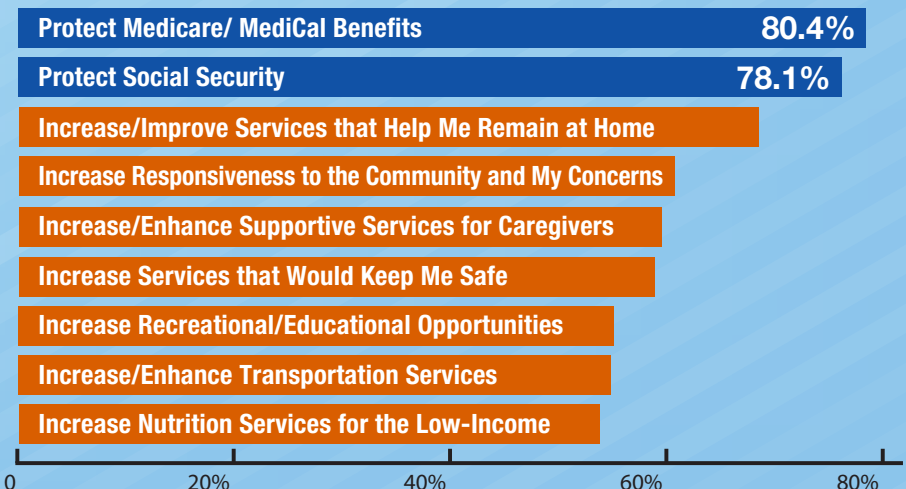 Protect Medicare/ MediCal Benefits 80.4%
Protect Social Security 78.1%
Increase/Improve Services that Help Me Remain at Home
Increase Responsiveness to the Community and My Concerns
Increase/Enhance Supportive Services for Caregivers
Increase Services that Would Keep Me Safe
Increase Recreational/Educational Opportunities
Increase/Enhance Transportation Services
Increase Nutrition Services for the Low-Income
0 20% 40% 60% 80%